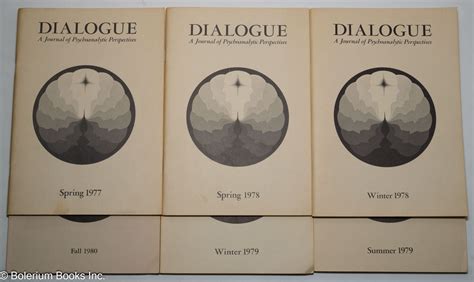 DIALOGUE
A Journal of Psychoanalytic Perspectives
Spring 1977
DIALOGUE
A Journal of Psychoanalytic Perspectives
Spring 1978
DIALOGUE
A Journal of Psychoanalytic Perspectives
Winter 1978
Fall 1980
Winter 1979
Summer 1979
© Bolerium Books Inc.